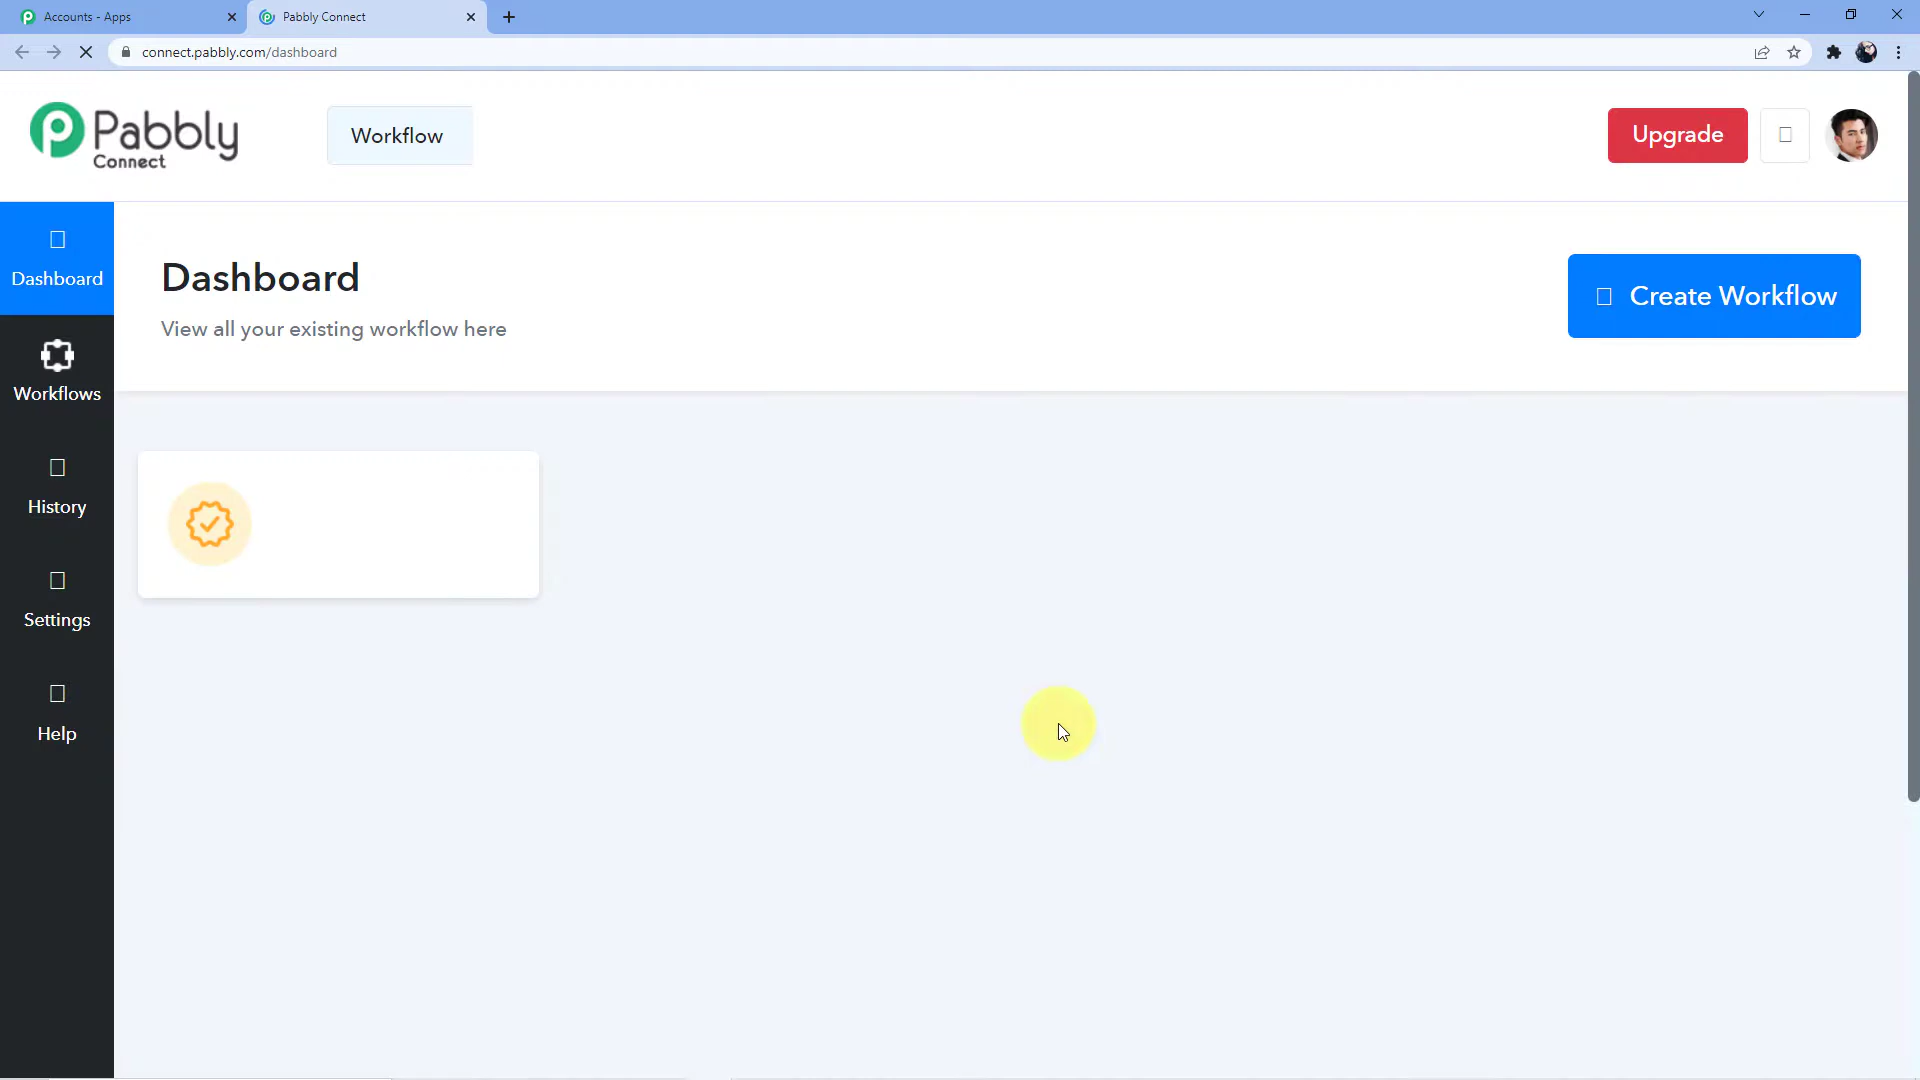 Accounts - Apps
Pabbly Connect
connect.pabbly.com/dashboard
Pabbly
Connect
Workflow
Upgrade
Dashboard
Dashboard
View all your existing workflow here
Create Workflow
Workflows
History
Settings
Help